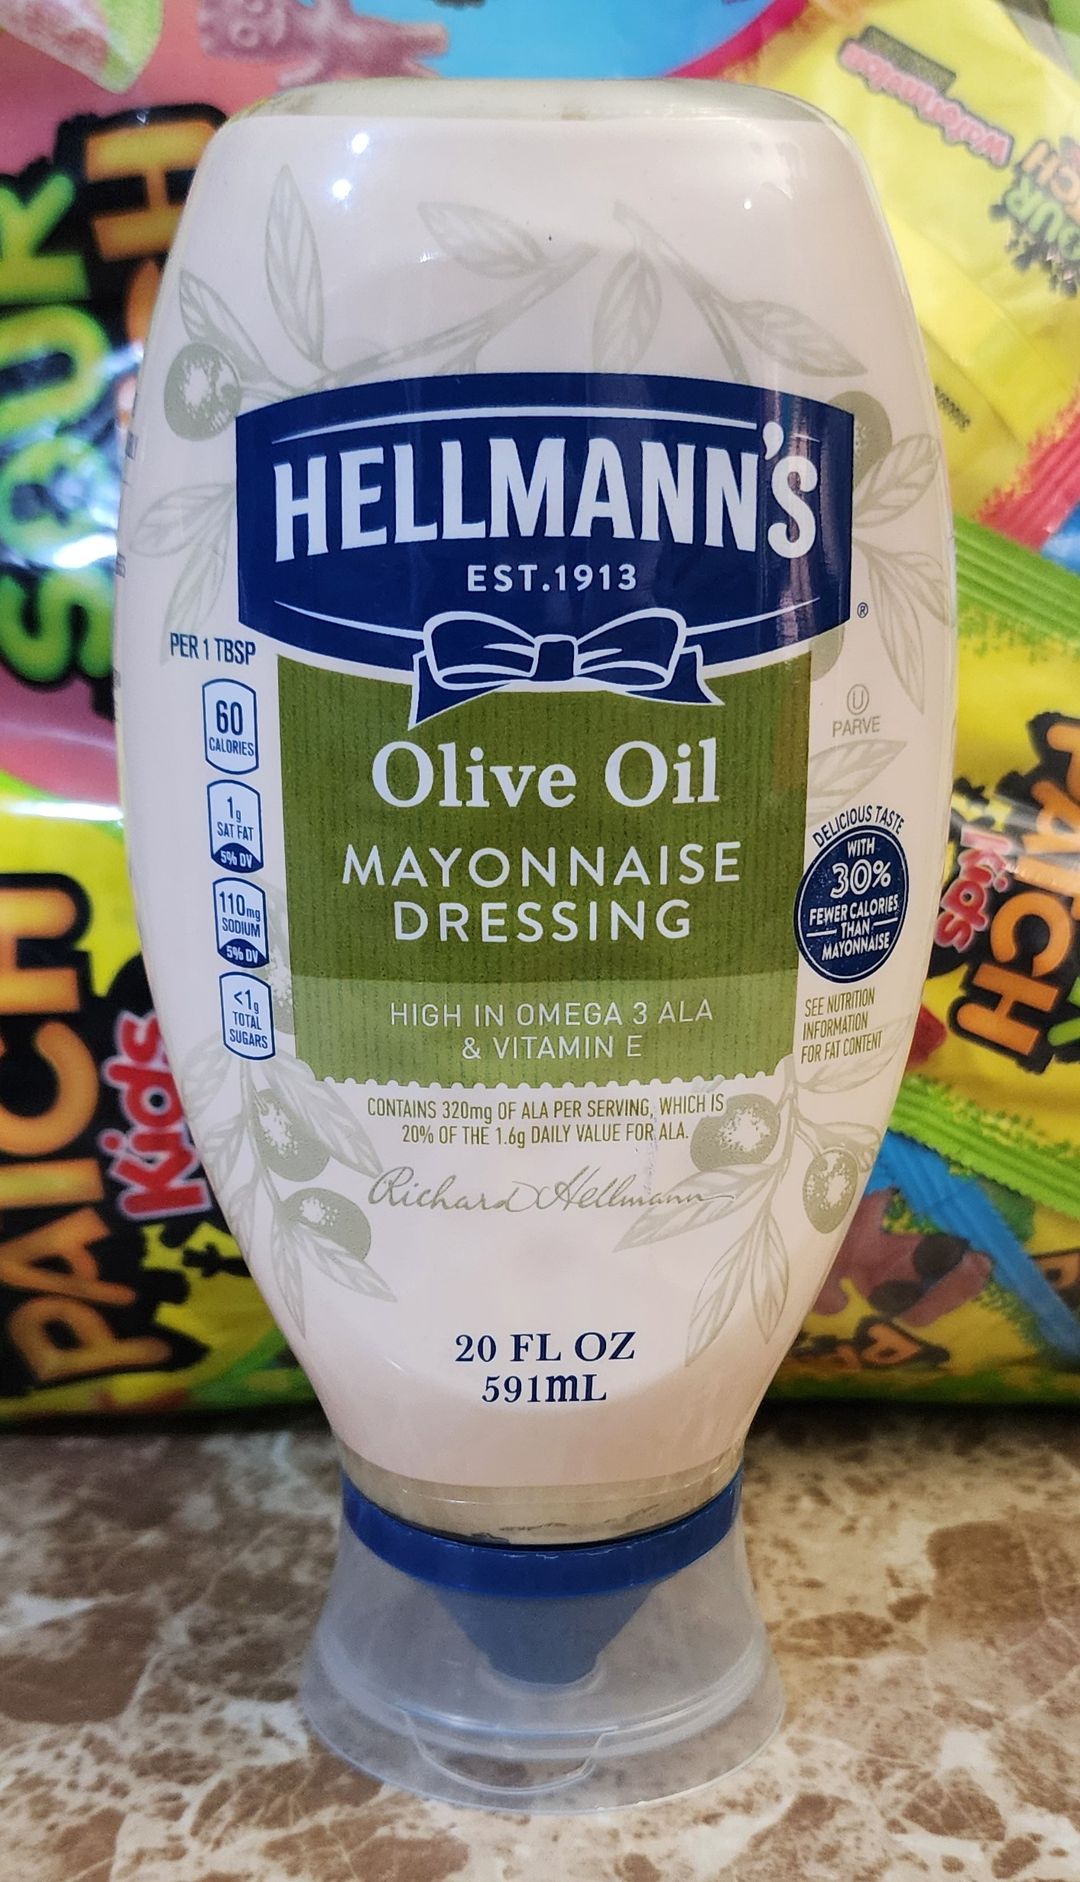 HELLMANN'S
EST.1913
®
PER 1 TBSP
60
CALORIES
1g
SAT FAT
5% DV
110mg
SODIUM
5% DV
<1g
TOTAL
SUGARS
Olive Oil
MAYONNAISE
DRESSING
HIGH IN OMEGA 3 ALA
& VITAMIN E
U
PARVE
DELICIOUS TASTE
WITH
30%
FEWER CALORIES
THAN
MAYONNAISE
SEE NUTRITION
INFORMATION
FOR FAT CONTENT
CONTAINS 320mg OF ALA PER SERVING, WHICH IS
20% OF THE 1.6g DAILY VALUE FOR ALA.
Richard Hellmann
20 FL OZ
591mL
SOUR
PATCH
Kids
PATCH
Kids
SOUR
Watermelon